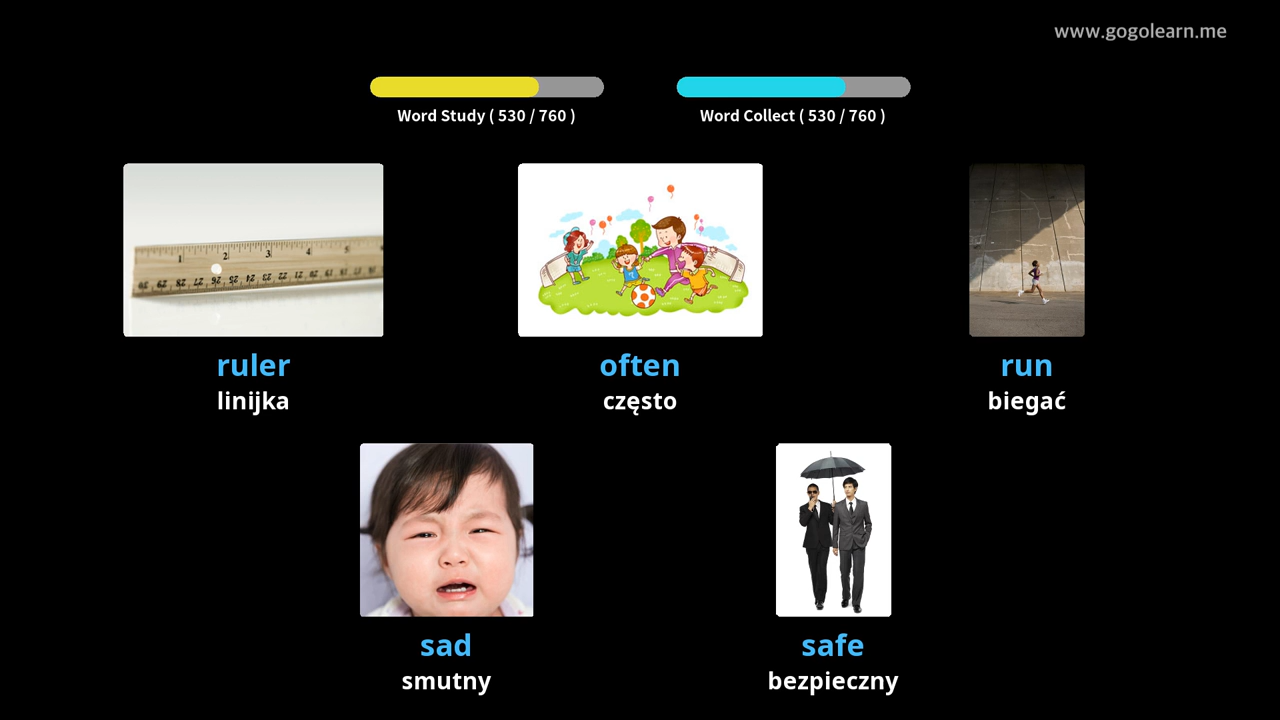 www.gogolearn.me
Word Study ( 530 / 760 )
Word Collect ( 530 / 760 )
ruler
linijka
often
często
run
biegać
sad
smutny
safe
bezpieczny